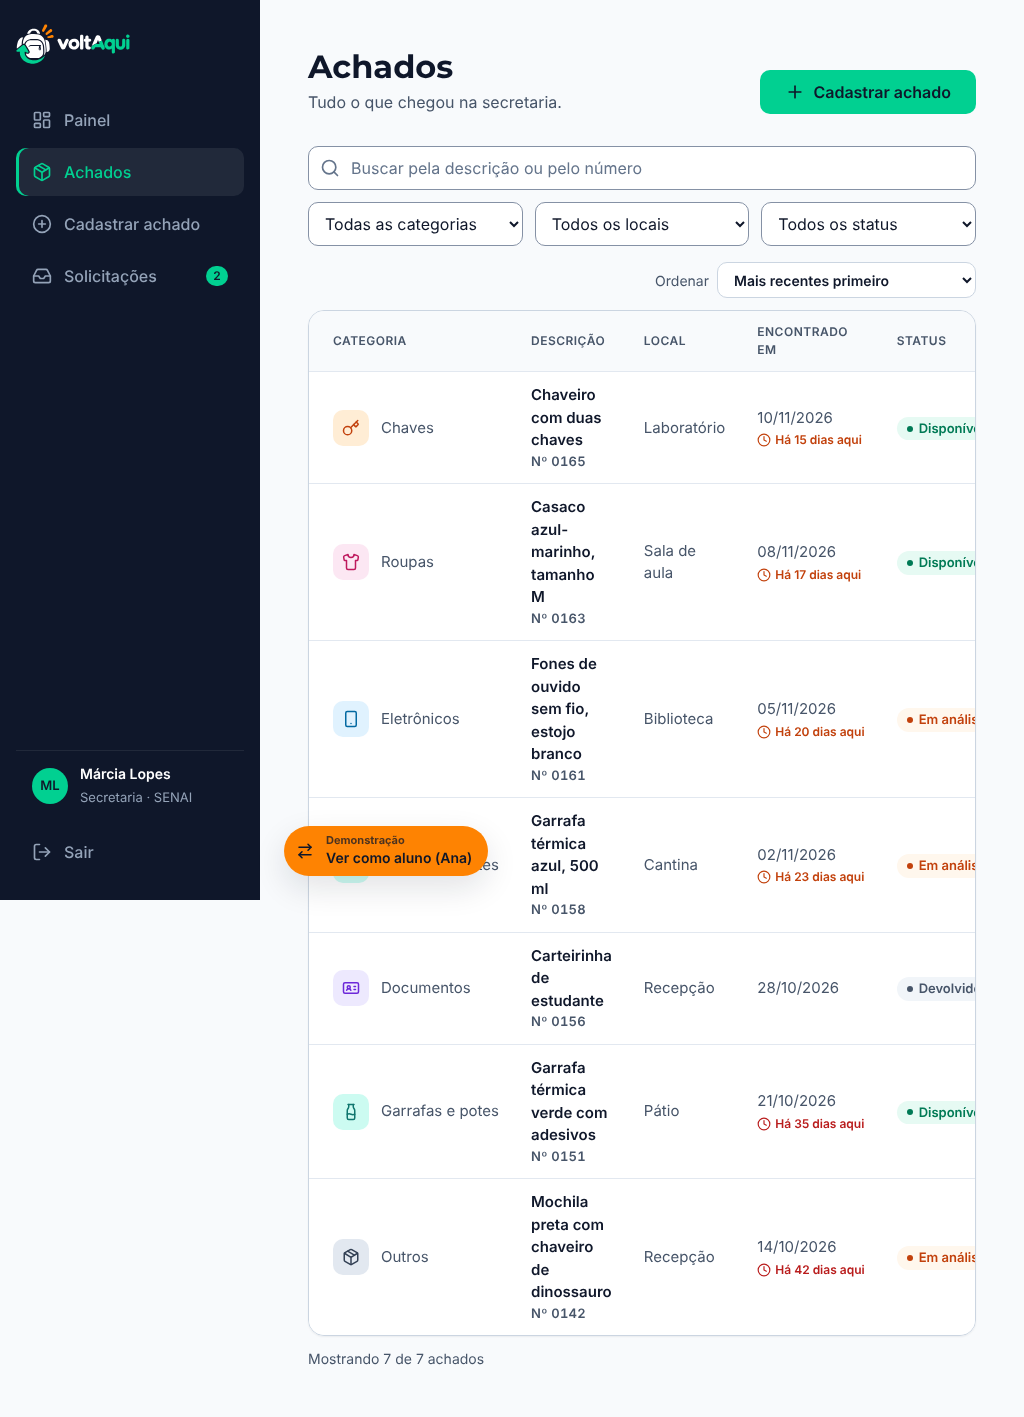 voltAqui
Painel
Achados
Cadastrar achado
Solicitações 2
ML Márcia Lopes
Secretaria · SENAI
Sair
Achados
Tudo o que chegou na secretaria.
Cadastrar achado
Buscar pela descrição ou pelo número
Todas as categorias Todos os locais Todos os status
Ordenar Mais recentes primeiro
CATEGORIA DESCRIÇÃO LOCAL ENCONTRADO EM STATUS
Chaves
Chaveiro
com duas
chaves
Nº 0165
Laboratório
10/11/2026
Há 15 dias aqui
Roupas
Casaco
azul-
marinho,
tamanho
M
Nº 0163
Sala de
aula
08/11/2026
Há 17 dias aqui
Eletrônicos
Fones de
ouvido
sem fio,
estojo
branco
Nº 0161
Biblioteca
05/11/2026
Há 20 dias aqui
Demonstração
Ver como aluno (Ana)
Garrafa
térmica
azul, 500
ml
Nº 0158
Cantina
02/11/2026
Há 23 dias aqui
Documentos
Carteirinha
de
estudante
Nº 0156
Recepção
28/10/2026
Garrafas e potes
Garrafa
térmica
verde com
adesivos
Nº 0151
Pátio
21/10/2026
Há 35 dias aqui
Outros
Mochila
preta com
chaveiro
de
dinossauro
Nº 0142
Recepção
14/10/2026
Há 42 dias aqui
Mostrando 7 de 7 achados